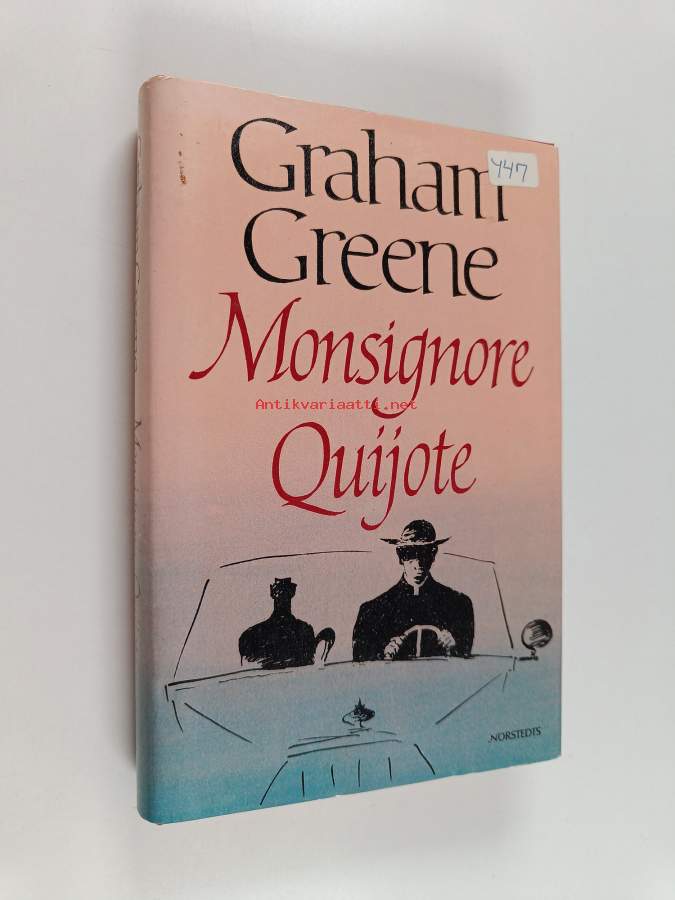 Graham
Greene
447
Monsignore
Antikvariaatti.net
Quijote
NORSTEDTS